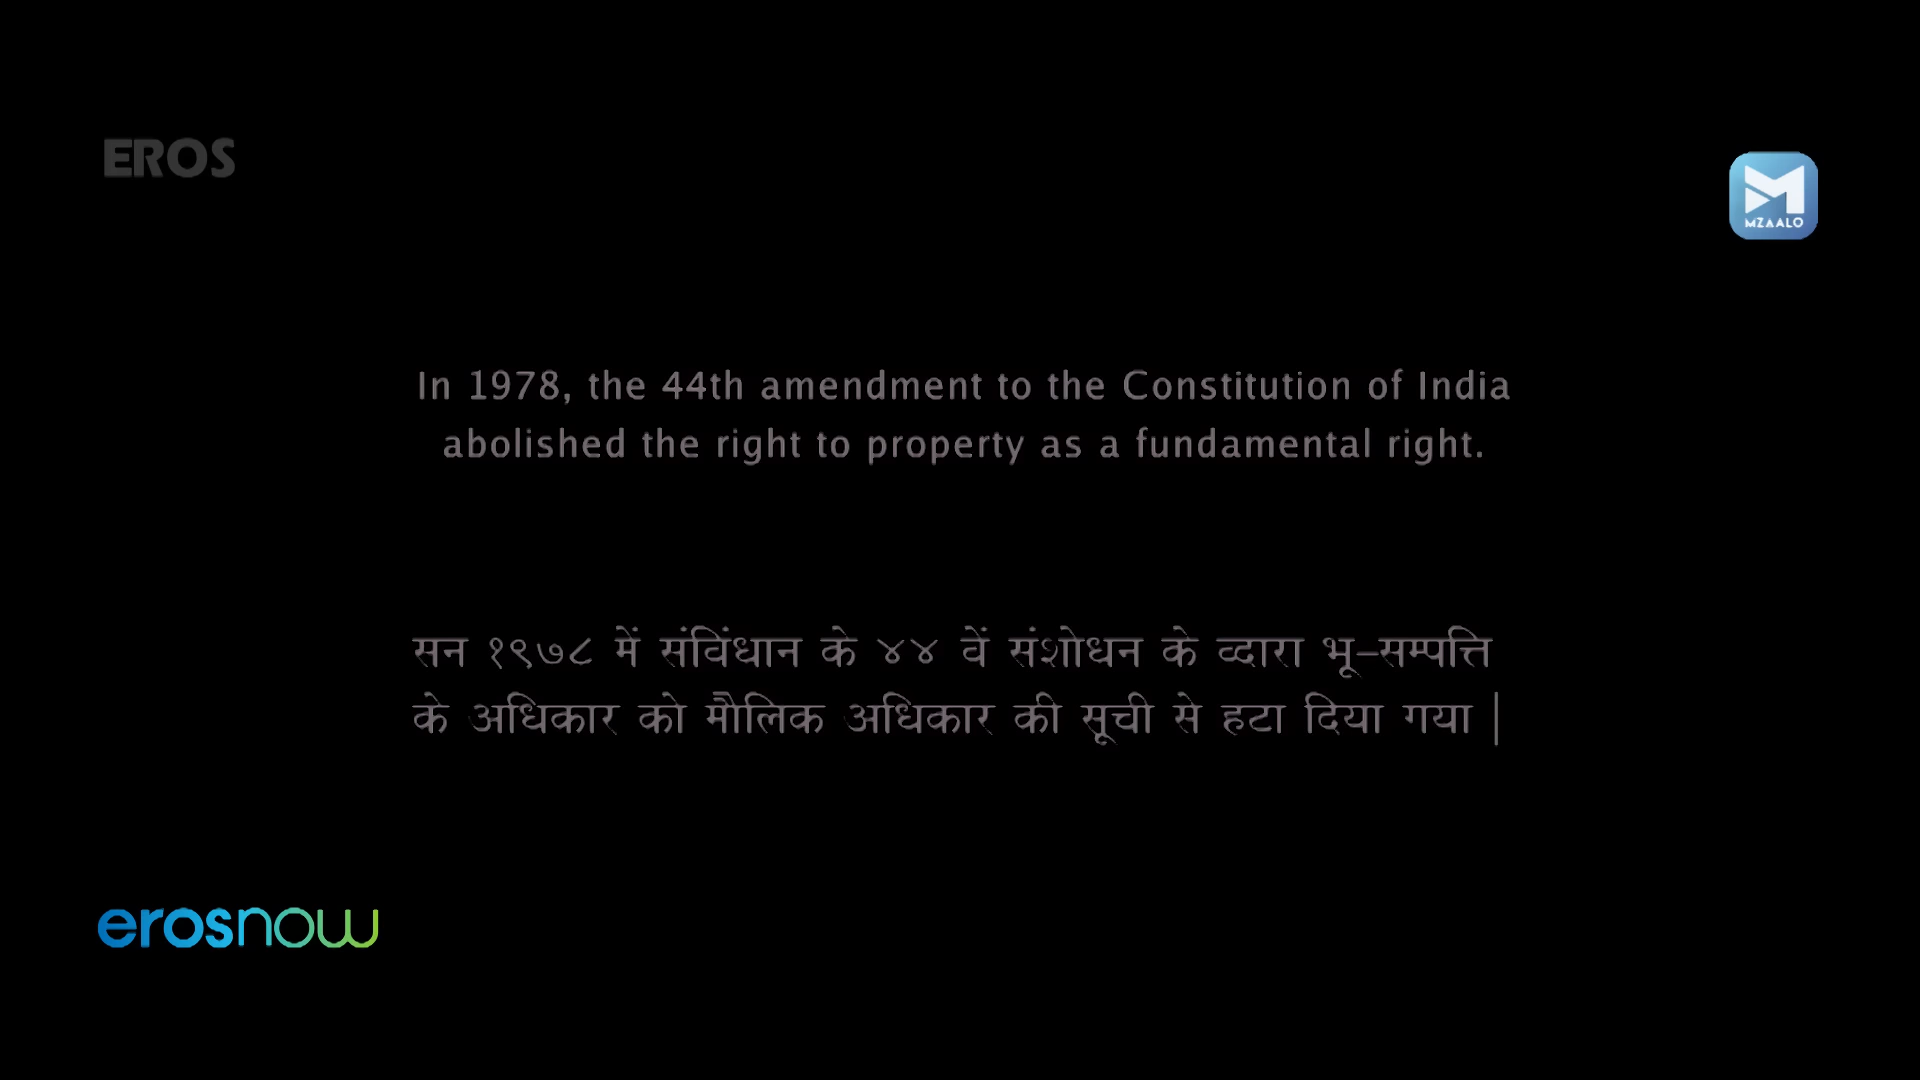 EROS
MZAALO
In 1978, the 44th amendment to the Constitution of India
abolished the right to property as a fundamental right.
सन १९७८ में संविंधान के ४४ वें संशोधन के व्दारा भू–सम्पत्ति
के अधिकार को मौलिक अधिकार की सूची से हटा दिया गया |
erosnow